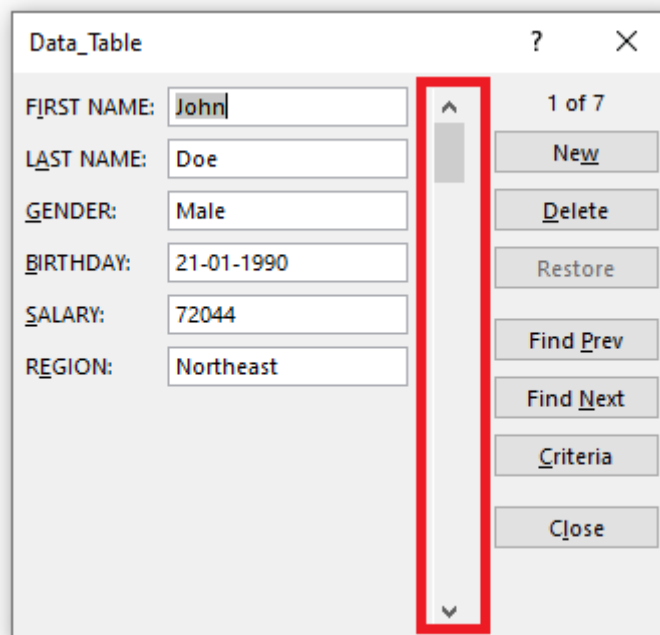 Data_Table ?
FIRST NAME: John 1 of 7
LAST NAME: Doe New
GENDER: Male Delete
BIRTHDAY: 21-01-1990 Restore
SALARY: 72044 Find Prev
REGION: Northeast Find Next
Criteria
Close